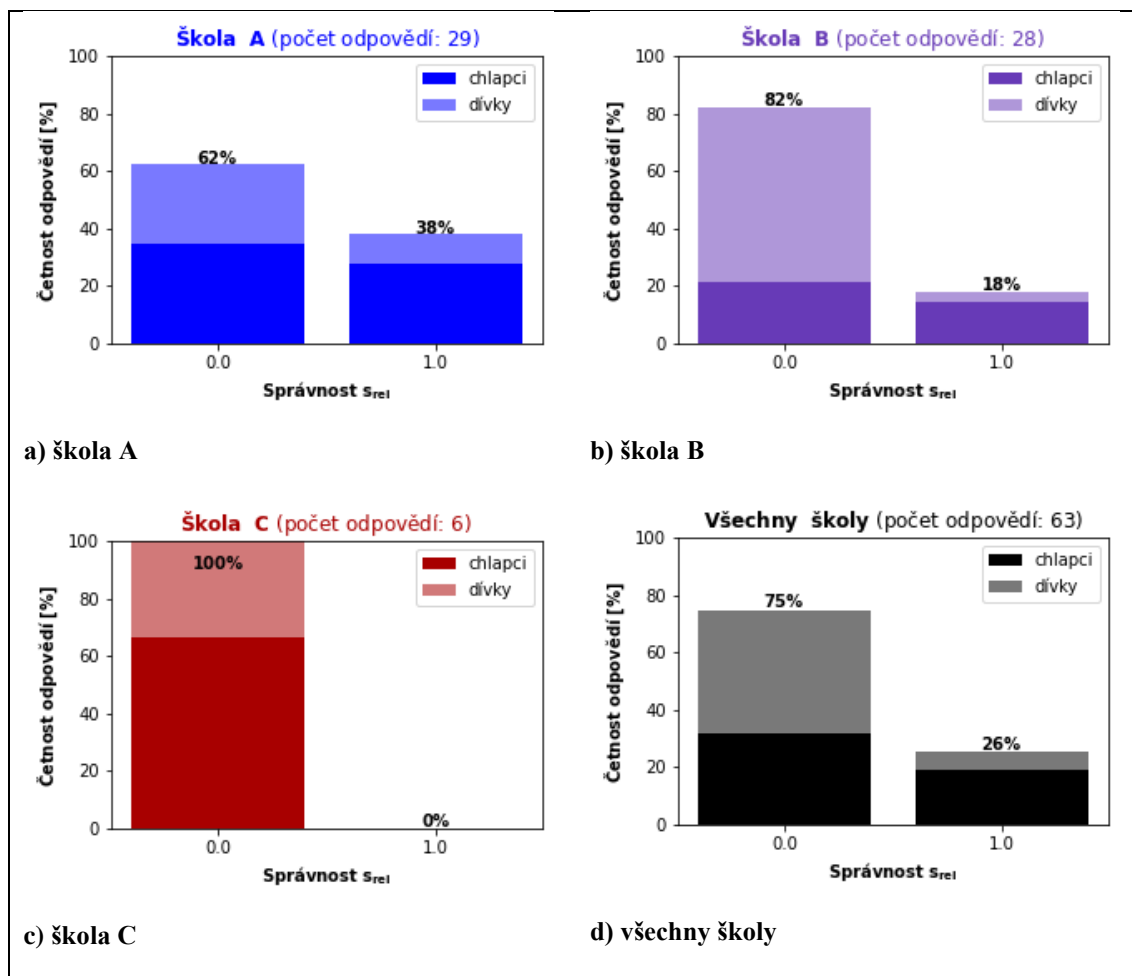 Škola A (počet odpovědí: 29)
Četnost odpovědí [%]
100
80
60
40
20
0
chlapci
dívky
62%
38%
0.0
1.0
Správnost s_rel
a) škola A
Škola B (počet odpovědí: 28)
Četnost odpovědí [%]
100
80
60
40
20
0
chlapci
dívky
82%
18%
0.0
1.0
Správnost s_rel
b) škola B
Škola C (počet odpovědí: 6)
Četnost odpovědí [%]
100
80
60
40
20
0
chlapci
dívky
100%
0%
0.0
1.0
Správnost s_rel
c) škola C
Všechny školy (počet odpovědí: 63)
Četnost odpovědí [%]
100
80
60
40
20
0
chlapci
dívky
75%
26%
0.0
1.0
Správnost s_rel
d) všechny školy